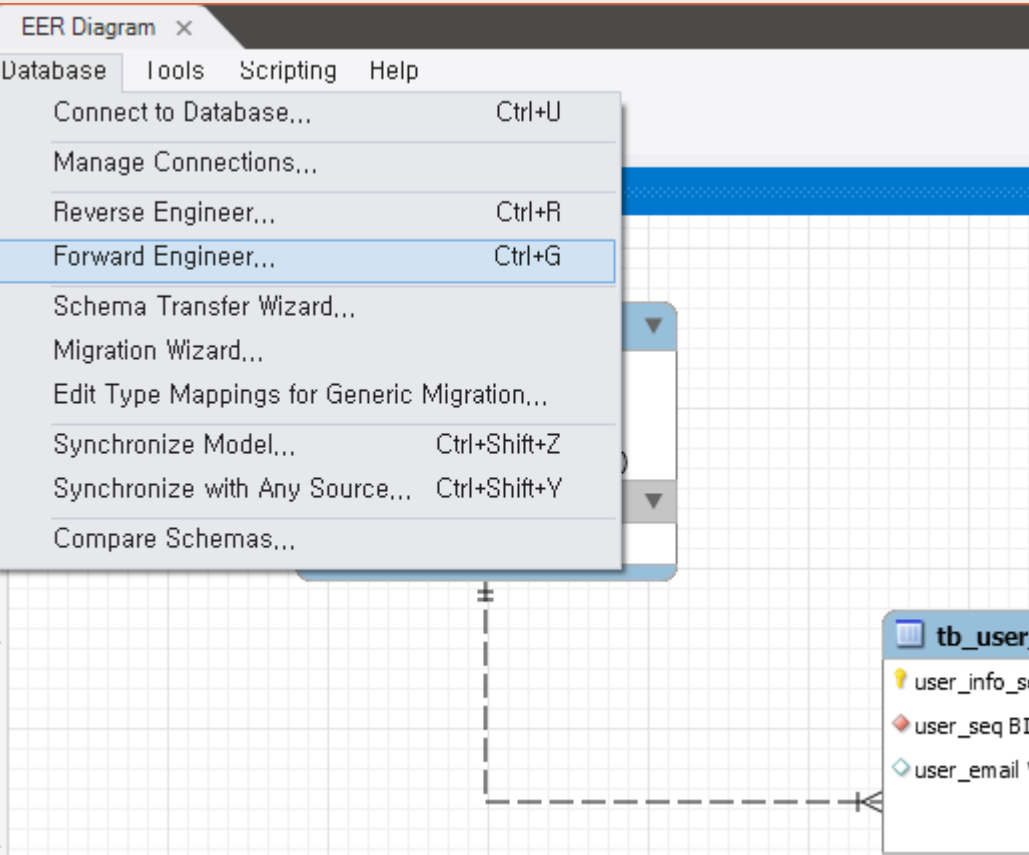 EER Diagram ×
Database Tools Scripting Help
Connect to Database... Ctrl+U
Manage Connections...
Reverse Engineer... Ctrl+R
Forward Engineer... Ctrl+G
Schema Transfer Wizard...
Migration Wizard...
Edit Type Mappings for Generic Migration...
Synchronize Model... Ctrl+Shift+Z
)
Synchronize with Any Source... Ctrl+Shift+Y
Compare Schemas...
tb_user_
user_info_s
user_seq BI
user_email